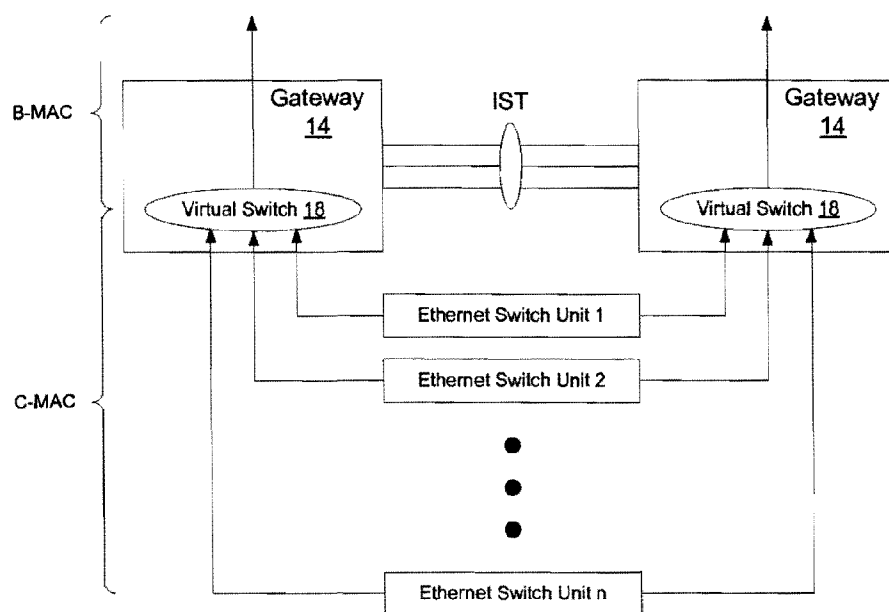 B-MAC
Gateway
14
IST
Gateway
14
Virtual Switch 18
Virtual Switch 18
Ethernet Switch Unit 1
Ethernet Switch Unit 2
C-MAC
Ethernet Switch Unit n